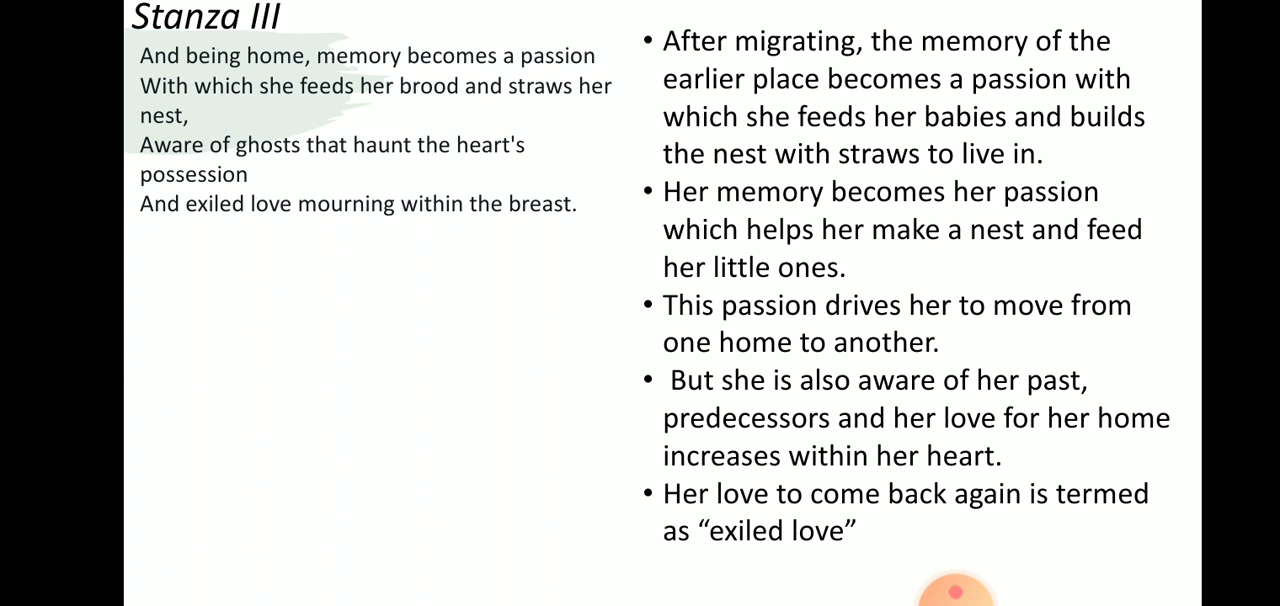 Stanza III
And being home, memory becomes a passion
With which she feeds her brood and straws her
nest,
Aware of ghosts that haunt the heart's
possession
And exiled love mourning within the breast.
• After migrating, the memory of the
earlier place becomes a passion with
which she feeds her babies and builds
the nest with straws to live in.
• Her memory becomes her passion
which helps her make a nest and feed
her little ones.
• This passion drives her to move from
one home to another.
• But she is also aware of her past,
predecessors and her love for her home
increases within her heart.
• Her love to come back again is termed
as “exiled love”